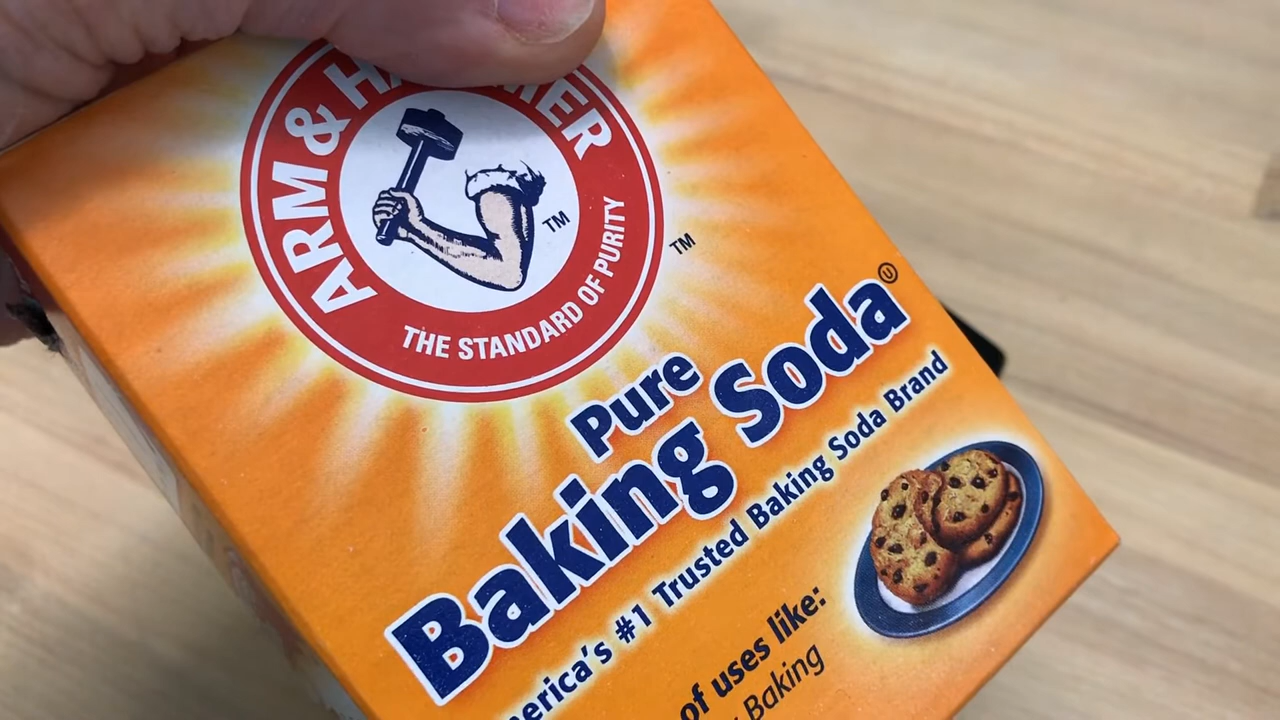 ARM & H
MER
THE STANDARD OF PURITY
TM
TM
Pure
Baking Soda
U
erica's #1 Trusted Baking Soda Brand
of uses like:
Baking